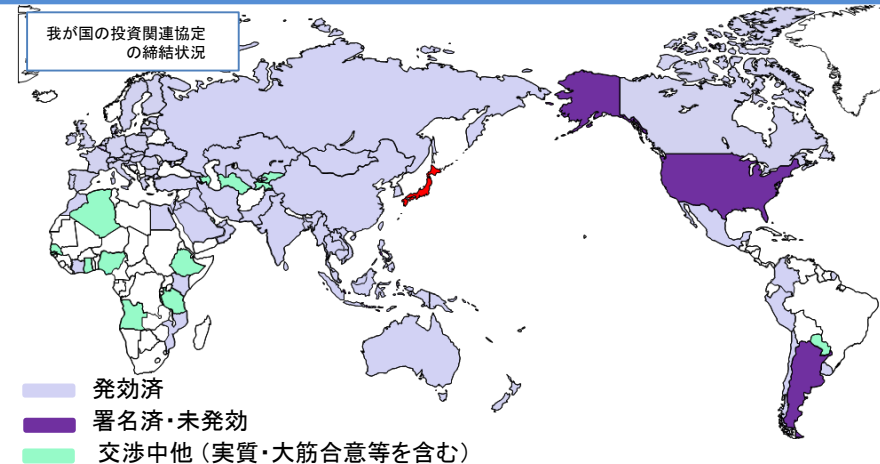 我が国の投資関連協定
の締結状況
発効済
署名済・未発効
交渉中他（実質・大筋合意等を含む）